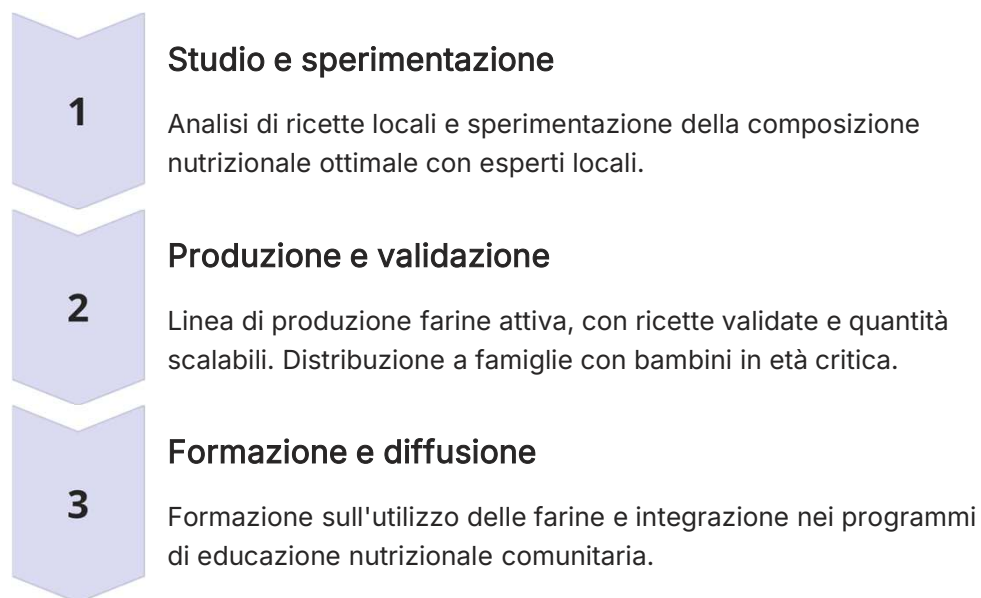 1
Studio e sperimentazione
Analisi di ricette locali e sperimentazione della composizione
nutrizionale ottimale con esperti locali.
2
Produzione e validazione
Linea di produzione farine attiva, con ricette validate e quantità
scalabili. Distribuzione a famiglie con bambini in età critica.
3
Formazione e diffusione
Formazione sull'utilizzo delle farine e integrazione nei programmi
di educazione nutrizionale comunitaria.